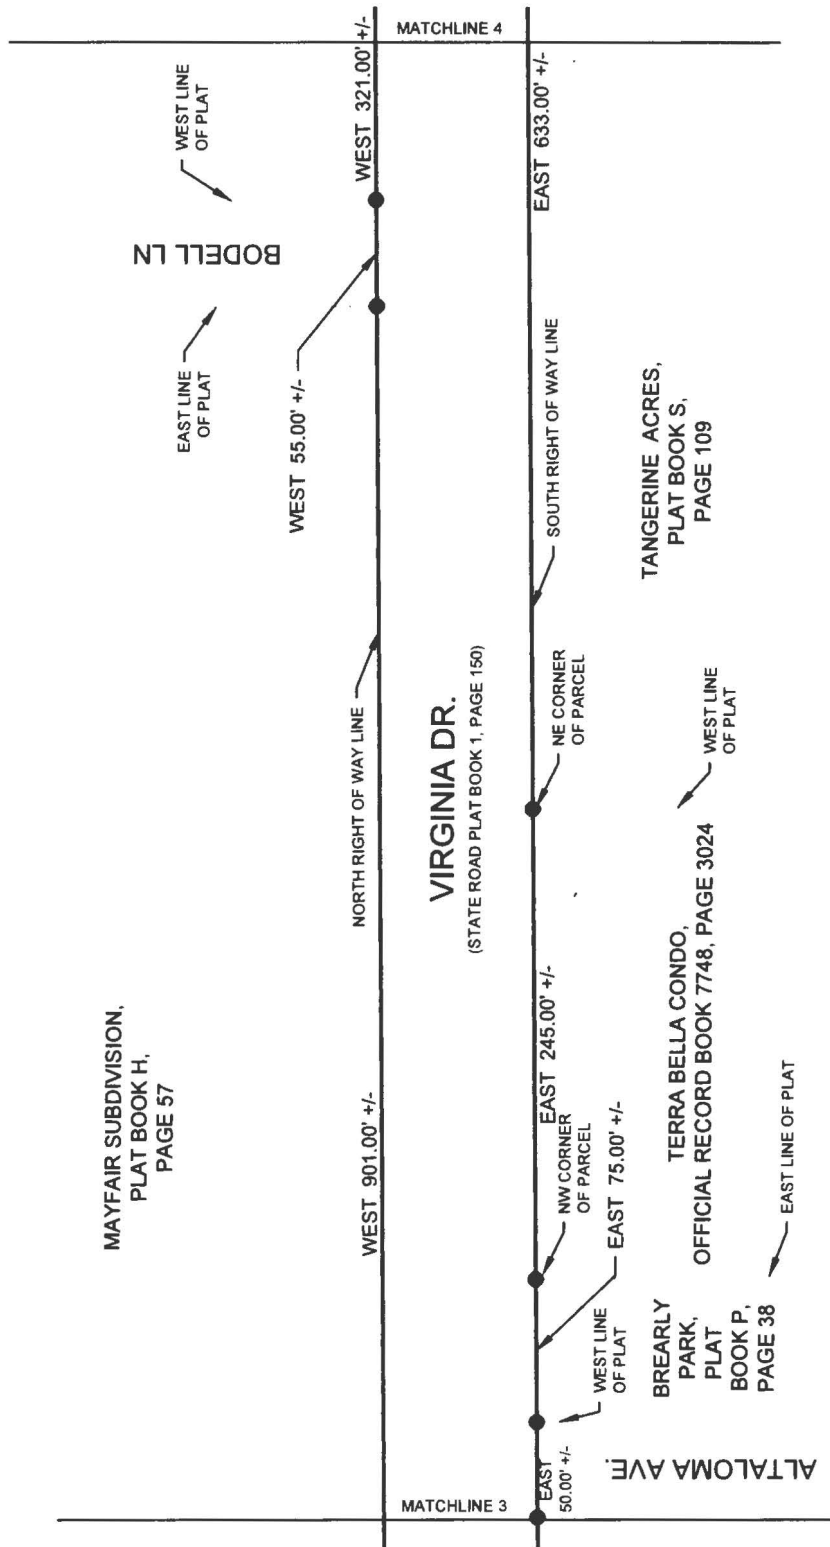 MATCHLINE 4
WEST 321.00' +/-
WEST LINE
OF PLAT
BODELL LN
EAST LINE
OF PLAT
WEST 55.00' +/-
NORTH RIGHT OF WAY LINE
MAYFAIR SUBDIVISION,
PLAT BOOK H,
PAGE 57
WEST 901.00' +/-
VIRGINIA DR.
(STATE ROAD PLAT BOOK 1, PAGE 150)
EAST 633.00' +/-
SOUTH RIGHT OF WAY LINE
TANGERINE ACRES,
PLAT BOOK S,
PAGE 109
NE CORNER
OF PARCEL
WEST LINE
OF PLAT
EAST 245.00' +/-
TERRA BELLA CONDO,
OFFICIAL RECORD BOOK 7748, PAGE 3024
NW CORNER
OF PARCEL
EAST 75.00' +/-
EAST LINE OF PLAT
WEST LINE
OF PLAT
BREARLY
PARK,
PLAT
BOOK P,
PAGE 38
EAST
50.00' +/-
ALTALOMA AVE.
MATCHLINE 3